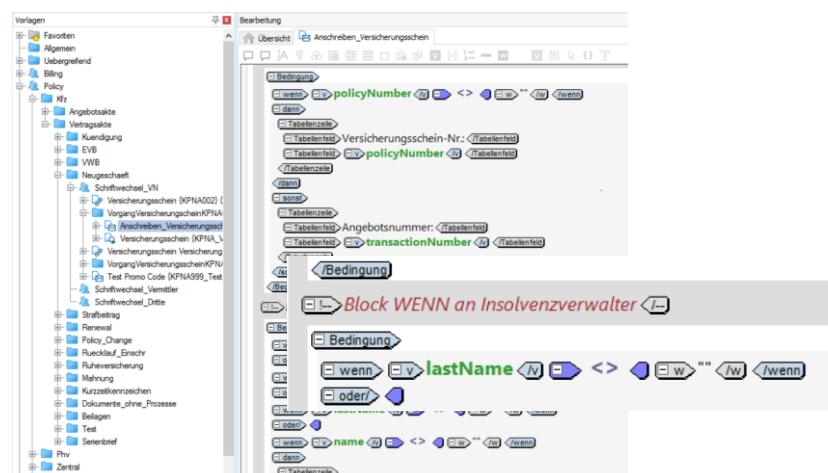 Vorlagen
Favoriten
Allgemein
Uebergreifend
Billing
Policy
Kfz
Angebotsakte
Vertragsakte
Kuendigung
EVB
VWB
Neugeschaeft
Schriftwechsel_VN
Versicherungsschein (KPNA002) (
VorgangVersicherungsscheinKPNA
Anschreiben_Versicherungssch
Versicherungsschein (KPNA_V
Versicherungsschein Versicherung
VorgangVersicherungsscheinKPN
Test Promo Code (KPNA999_Test
Schriftwechsel_Vermittler
Schriftwechsel_Dritte
Strafbeitrag
Renewal
Policy_Change
Ruecklauf_Einschr
Ruheversicherung
Mahnung
Kurzzeitkennzeichen
Dokumente_ohne_Prozesse
Beilagen
Test
Serienbrief
Phv
Zentral
Bearbeitung
Übersicht Anschreiben_Versicherungsschein
Bedingung
wenn v policyNumber /v <> w "" /w /wenn
dann
Tabellenzeile
Tabellenfeld Versicherungsschein-Nr.: /Tabellenfeld
Tabellenfeld v policyNumber /v /Tabellenfeld
/Tabellenzeile
/dann
sonst
Tabellenzeile
Tabellenfeld Angebotsnummer: /Tabellenfeld
Tabellenfeld v transactionNumber /v /Tabellenfeld
/Bedingung
!-- Block WENN an Insolvenzverwalter /--
Bedingung
wenn v lastName /v <> w "" /w /wenn
oder/
oder/
wenn v name /v <> w "" /w /wenn
dann
Tabellenzeile